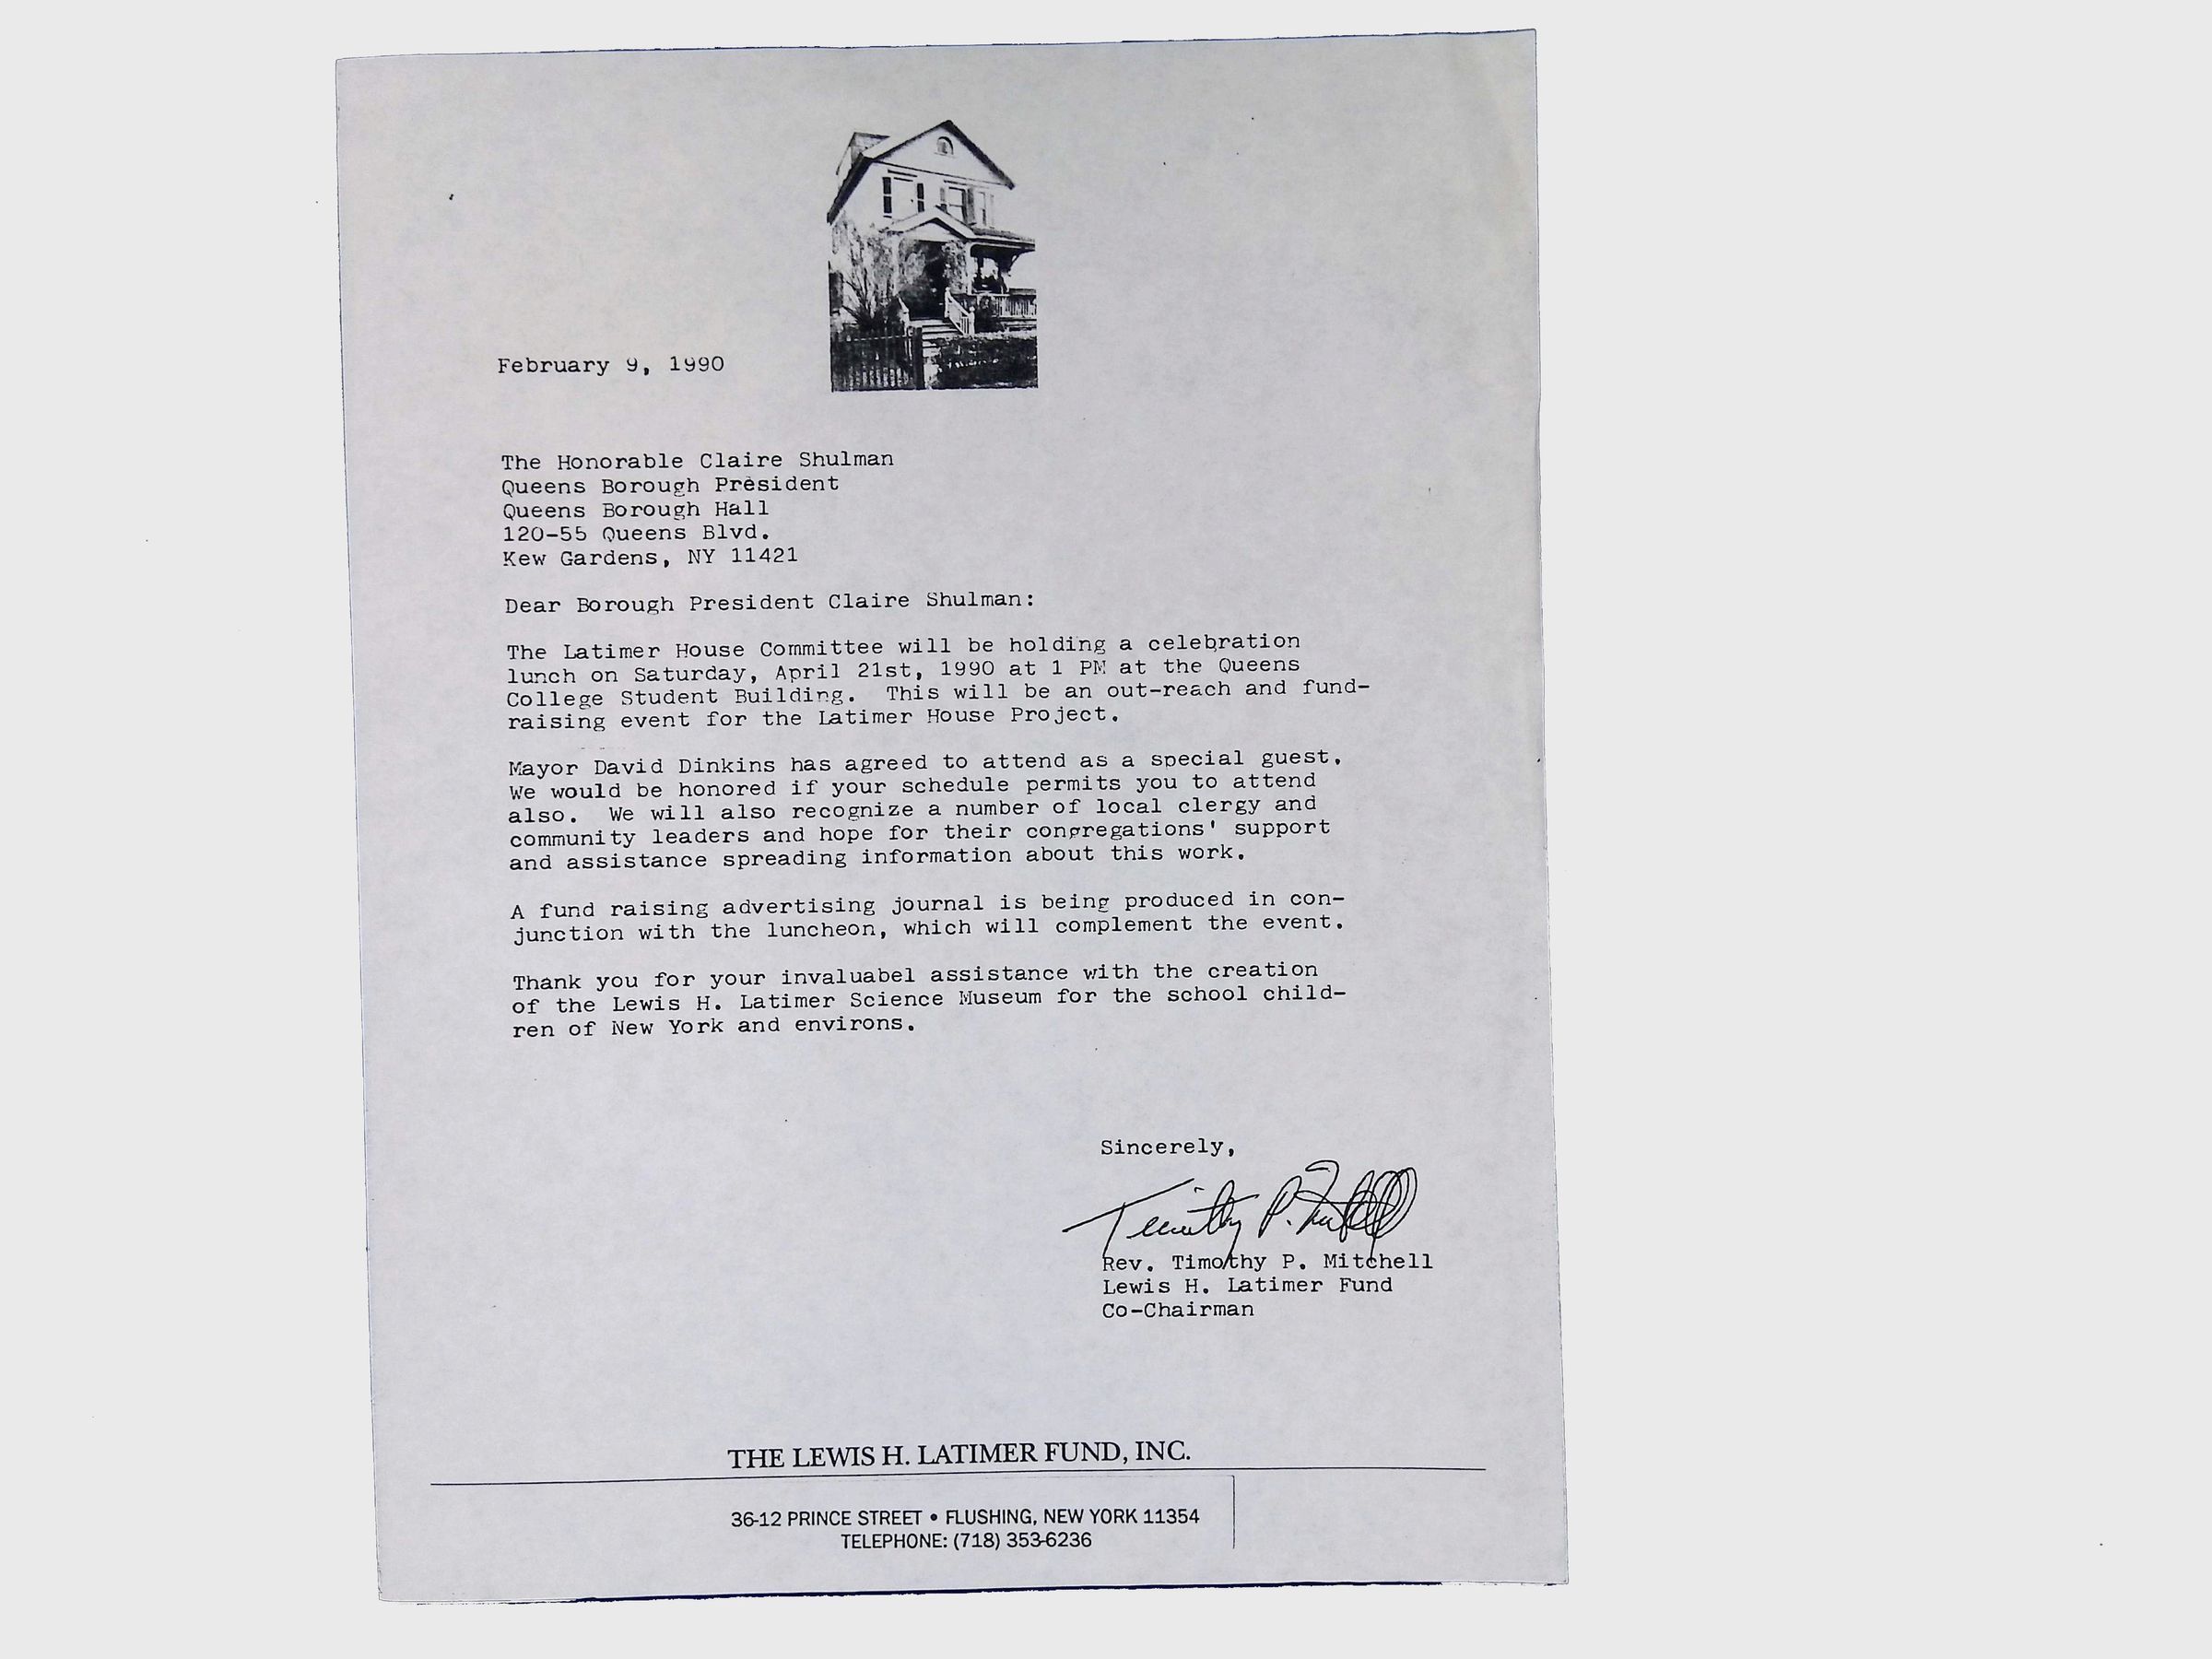 February 9, 1990
The Honorable Claire Shulman
Queens Borough President
Queens Borough Hall
120-55 Queens Blvd.
Kew Gardens, NY 11421
Dear Borough President Claire Shulman:
The Latimer House Committee will be holding a celebration
lunch on Saturday, April 21st, 1990 at 1 PM at the Queens
College Student Building.  This will be an out-reach and fund-
raising event for the Latimer House Project.
Mayor David Dinkins has agreed to attend as a special guest.
We would be honored if your schedule permits you to attend
also.  We will also recognize a number of local clergy and
community leaders and hope for their congregations' support
and assistance spreading information about this work.
A fund raising advertising journal is being produced in con-
junction with the luncheon, which will complement the event.
Thank you for your invaluabel assistance with the creation
of the Lewis H. Latimer Science Museum for the school child-
ren of New York and environs.
Sincerely,
Timothy P. Mitchell
Rev. Timothy P. Mitchell
Lewis H. Latimer Fund
Co-Chairman
THE LEWIS H. LATIMER FUND, INC.
36-12 PRINCE STREET • FLUSHING, NEW YORK 11354
TELEPHONE: (718) 353-6236